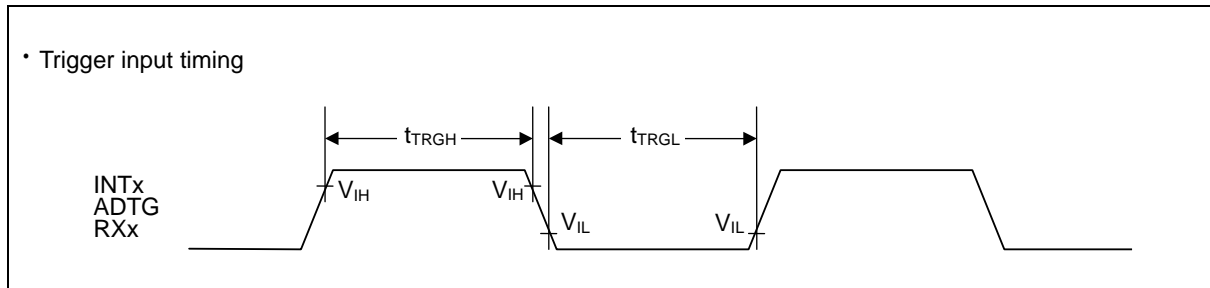 • Trigger input timing
tTRGH
tTRGL
INTx
ADTG
RXx
VIH
VIH
VIL
VIL